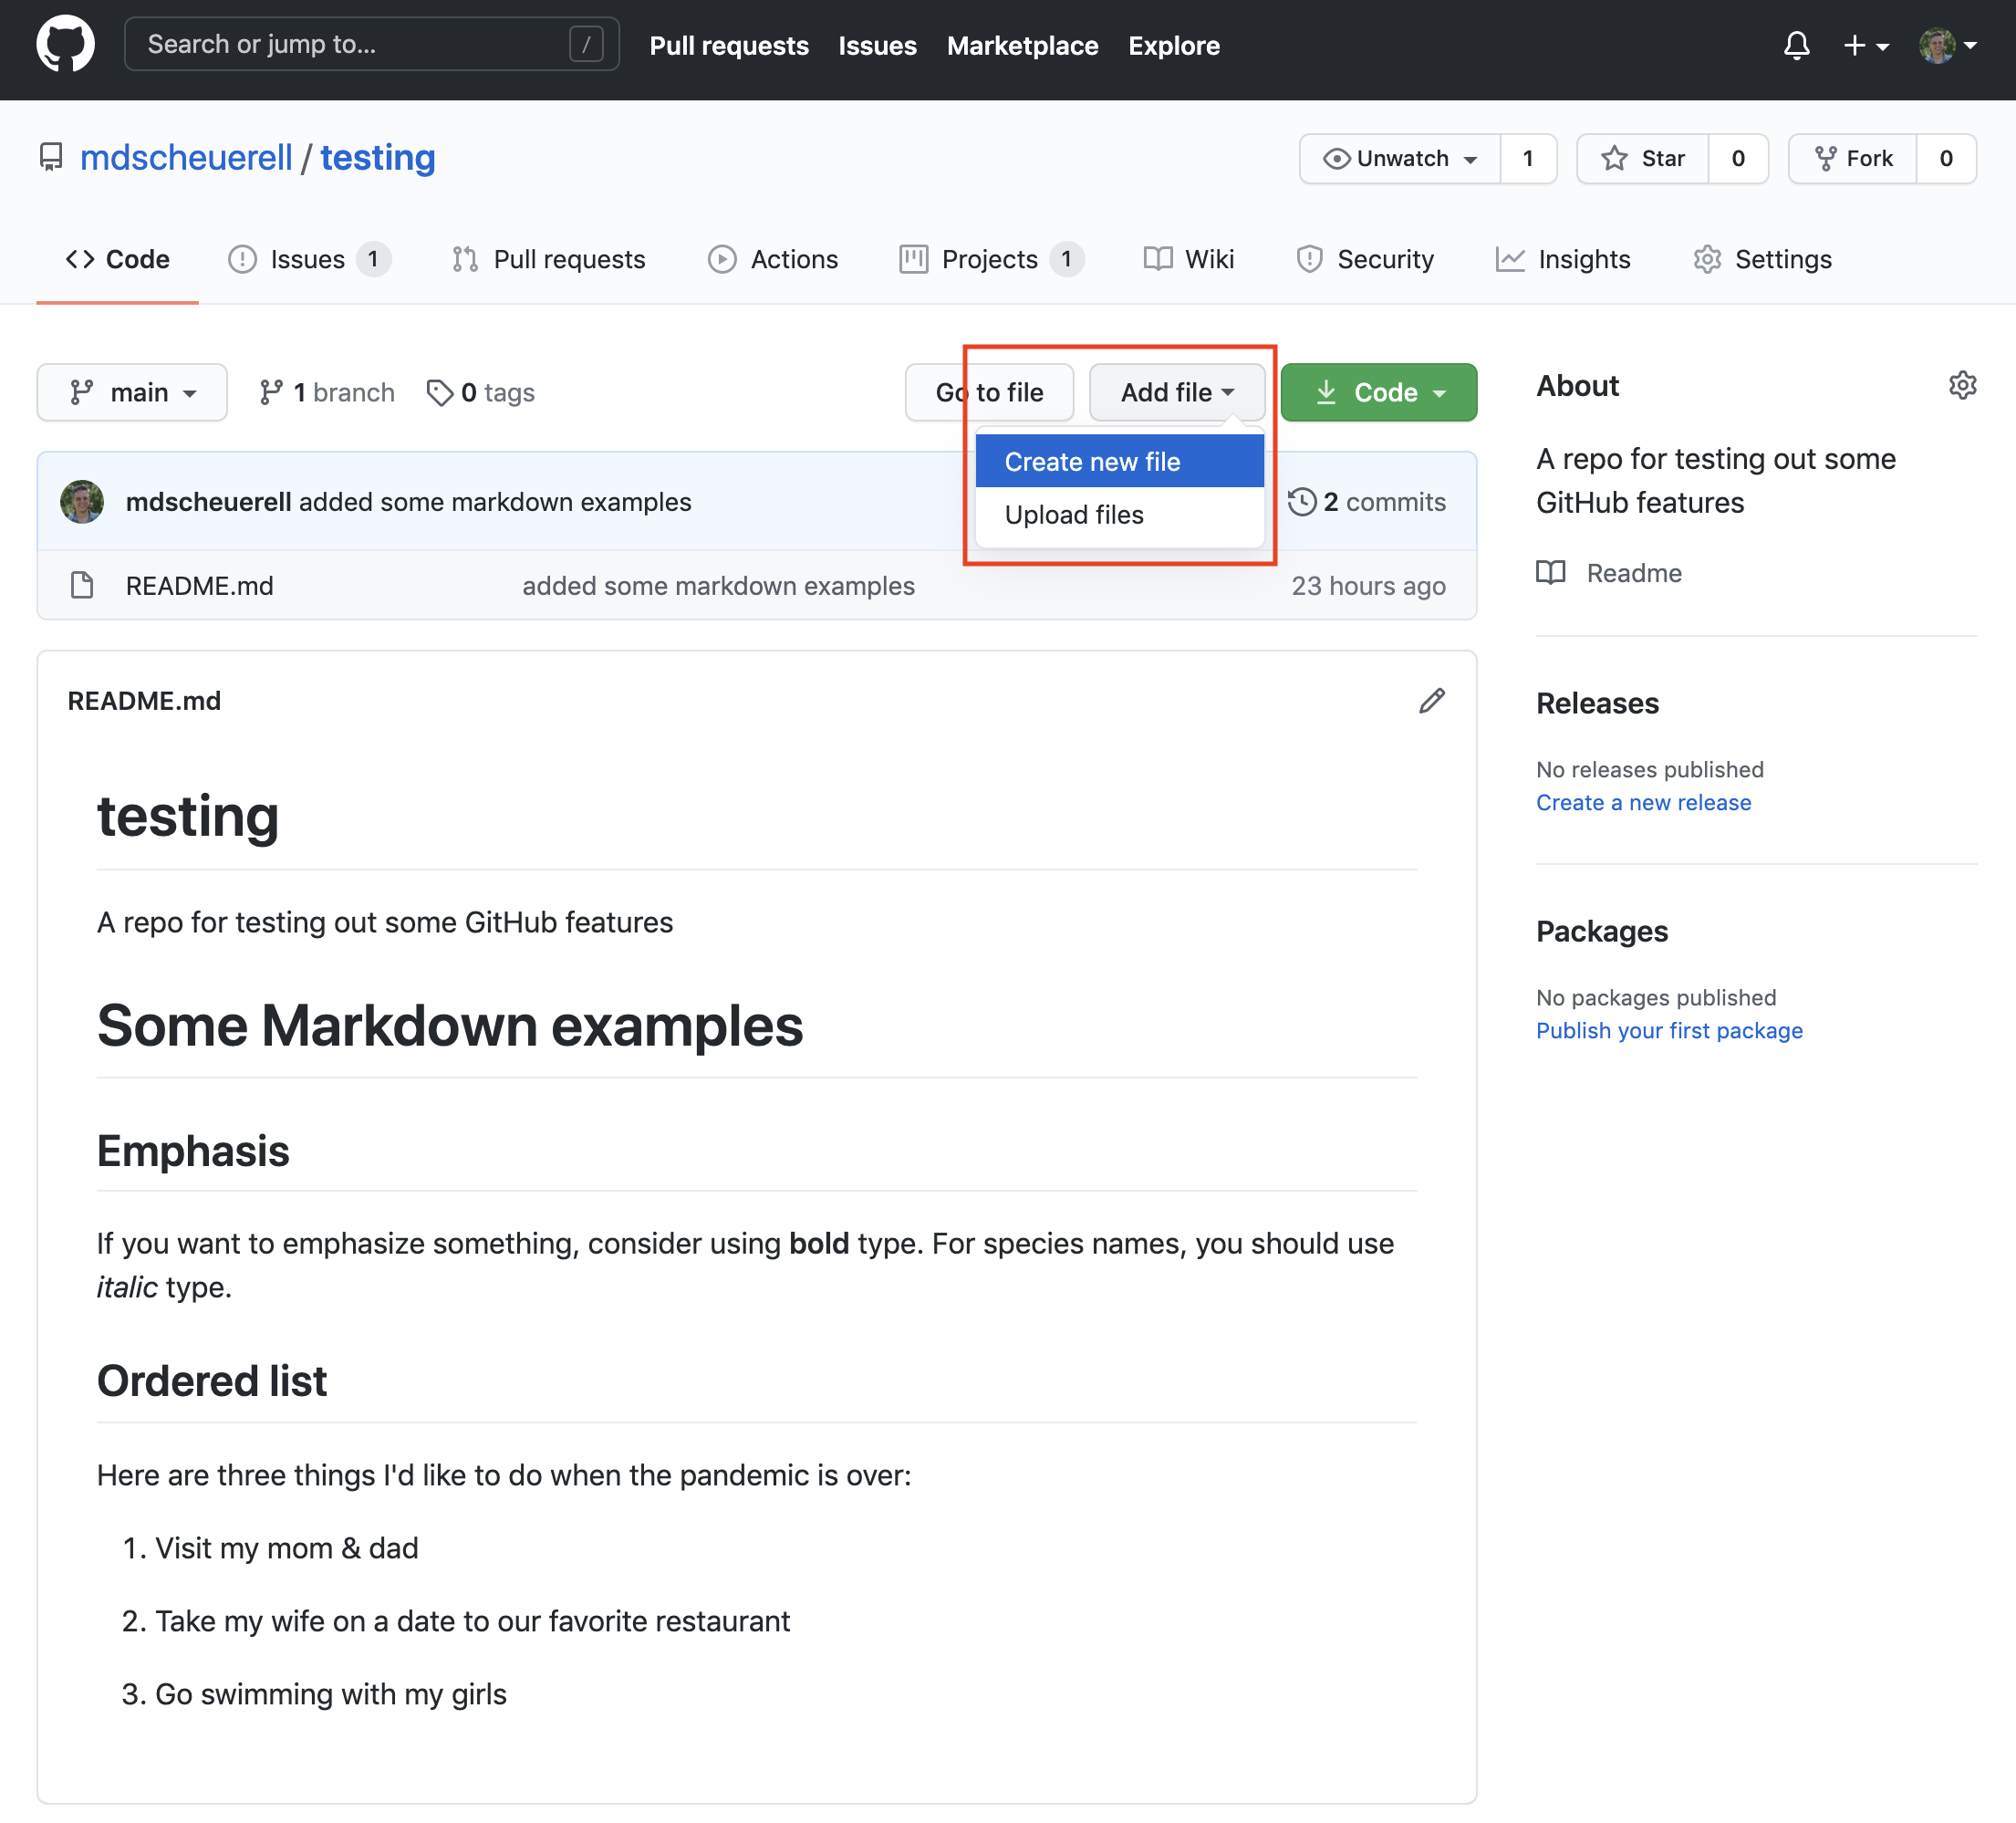 Search or jump to... /
Pull requests Issues Marketplace Explore
mdscheuerell / testing
Unwatch 1 Star 0 Fork 0
Code Issues 1 Pull requests Actions Projects 1 Wiki Security Insights Settings
main 1 branch 0 tags Go to file Add file Code
Create new file
Upload files
mdscheuerell added some markdown examples 2 commits
README.md added some markdown examples 23 hours ago
README.md
testing
A repo for testing out some GitHub features
Some Markdown examples
Emphasis
If you want to emphasize something, consider using bold type. For species names, you should use
italic type.
Ordered list
Here are three things I'd like to do when the pandemic is over:
1. Visit my mom & dad
2. Take my wife on a date to our favorite restaurant
3. Go swimming with my girls
About
A repo for testing out some
GitHub features
Readme
Releases
No releases published
Create a new release
Packages
No packages published
Publish your first package